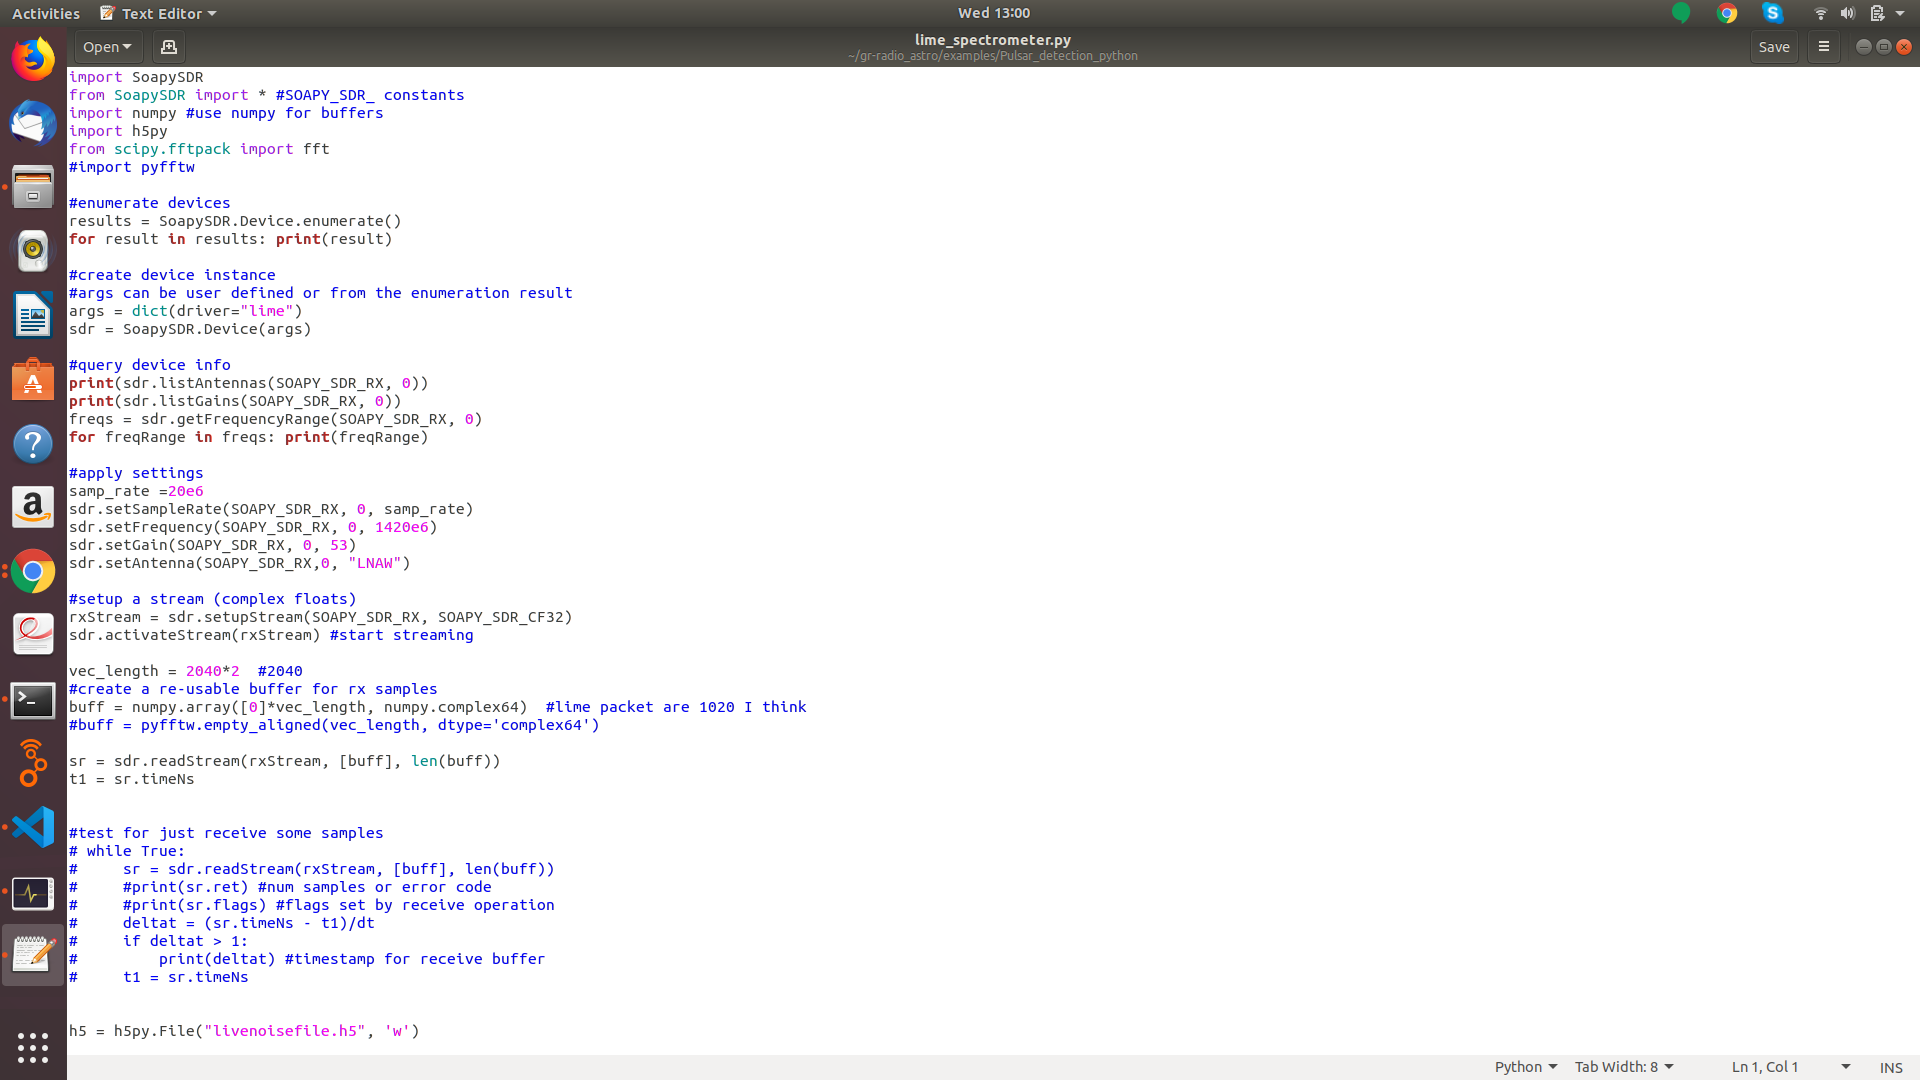 Activities Text Editor Wed 13:00
Open lime_spectrometer.py Save
~/gr-radio_astro/examples/Pulsar_detection_python
import SoapySDR
from SoapySDR import * #SOAPY_SDR_ constants
import numpy #use numpy for buffers
import h5py
from scipy.fftpack import fft
#import pyfftw
#enumerate devices
results = SoapySDR.Device.enumerate()
for result in results: print(result)
#create device instance
#args can be user defined or from the enumeration result
args = dict(driver="lime")
sdr = SoapySDR.Device(args)
#query device info
print(sdr.listAntennas(SOAPY_SDR_RX, 0))
print(sdr.listGains(SOAPY_SDR_RX, 0))
freqs = sdr.getFrequencyRange(SOAPY_SDR_RX, 0)
for freqRange in freqs: print(freqRange)
#apply settings
samp_rate =20e6
sdr.setSampleRate(SOAPY_SDR_RX, 0, samp_rate)
sdr.setFrequency(SOAPY_SDR_RX, 0, 1420e6)
sdr.setGain(SOAPY_SDR_RX, 0, 53)
sdr.setAntenna(SOAPY_SDR_RX,0, "LNAW")
#setup a stream (complex floats)
rxStream = sdr.setupStream(SOAPY_SDR_RX, SOAPY_SDR_CF32)
sdr.activateStream(rxStream) #start streaming
vec_length = 2040*2  #2040
#create a re-usable buffer for rx samples
buff = numpy.array([0]*vec_length, numpy.complex64)  #lime packet are 1020 I think
#buff = pyfftw.empty_aligned(vec_length, dtype='complex64')
sr = sdr.readStream(rxStream, [buff], len(buff))
t1 = sr.timeNs
#test for just receive some samples
# while True:
#     sr = sdr.readStream(rxStream, [buff], len(buff))
#     #print(sr.ret) #num samples or error code
#     #print(sr.flags) #flags set by receive operation
#     deltat = (sr.timeNs - t1)/dt
#     if deltat > 1:
#         print(deltat) #timestamp for receive buffer
#     t1 = sr.timeNs
h5 = h5py.File("livenoisefile.h5", 'w')
Python Tab Width: 8 Ln 1, Col 1 INS